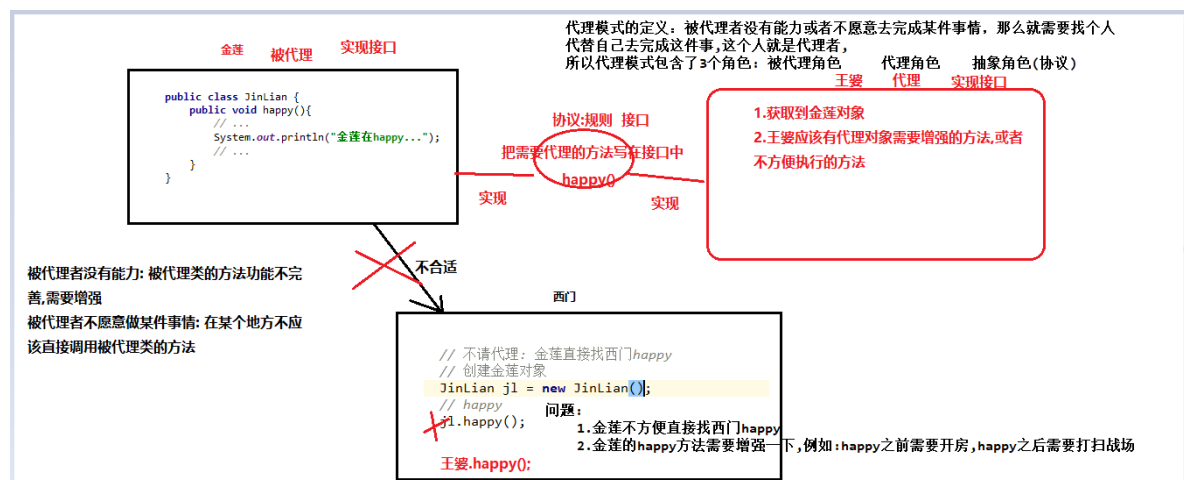 代理模式的定义: 被代理者没有能力或者不愿意去完成某件事情, 那么就需要找个人
代替自己去完成这件事,这个人就是代理者,
所以代理模式包含了3个角色: 被代理角色 代理角色 抽象角色(协议)
金莲 被代理 实现接口
public class JinLian {
public void happy(){
// ...
System.out.println("金莲在happy...");
// ...
}
}
协议:规则 接口
把需要代理的方法写在接口中
happy()
实现
实现
王婆 代理 实现接口
1.获取到金莲对象
2.王婆应该有代理对象需要增强的方法,或者
不方便执行的方法
不合适
被代理者没有能力: 被代理类的方法功能不完
善,需要增强
被代理者不愿意做某件事情: 在某个地方不应
该直接调用被代理类的方法
西门
// 不请代理: 金莲直接找西门happy
// 创建金莲对象
JinLian jl = new JinLian();
// happy
jl.happy();
王婆.happy();
问题:
1.金莲不方便直接找西门happy
2.金莲的happy方法需要增强一下,例如:happy之前需要开房,happy之后需要打扫战场